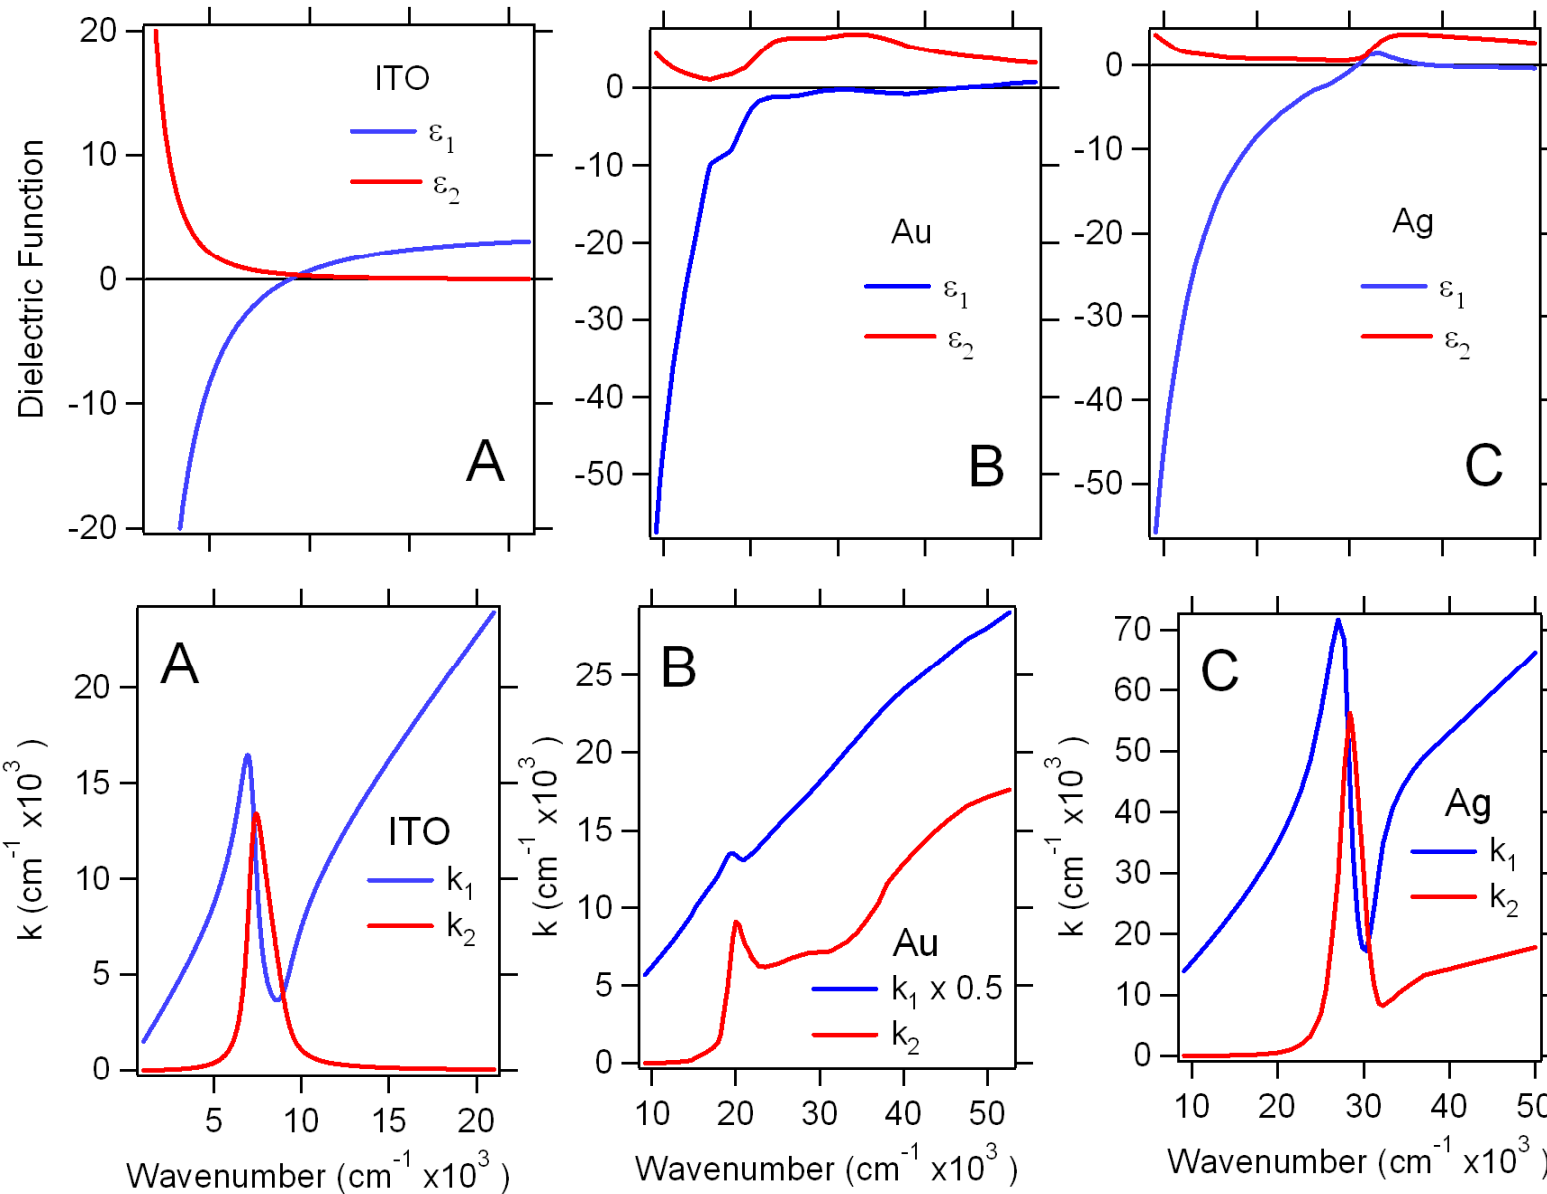 Dielectric Function
20
10
0
-10
-20
ITO
ε1
ε2
A
0
-10
-20
-30
-40
-50
Au
ε1
ε2
B
0
-10
-20
-30
-40
-50
Ag
ε1
ε2
C
k (cm-1 x103 )
20
15
10
5
0
A
ITO
k1
k2
5
10
15
20
Wavenumber (cm-1 x103 )
k (cm-1 x103 )
25
20
15
10
5
0
B
Au
k1 x 0.5
k2
10
20
30
40
50
Wavenumber (cm-1 x103 )
k (cm-1 x103 )
70
60
50
40
30
20
10
0
C
Ag
k1
k2
10
20
30
40
50
Wavenumber (cm-1 x103 )